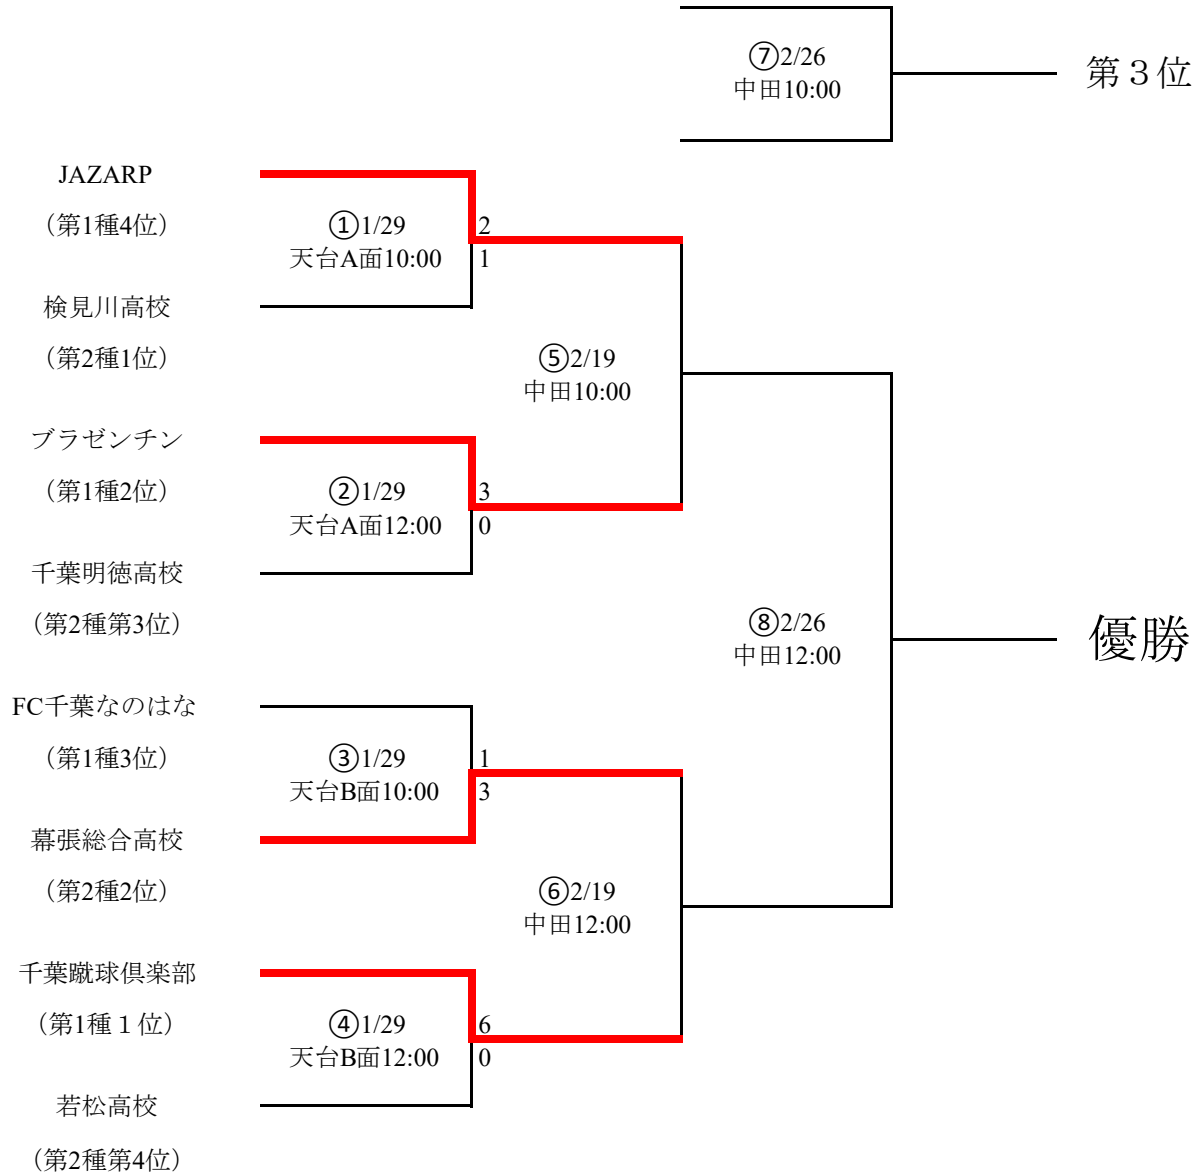 ⑦2/26
中田10:00
第３位
JAZARP
（第1種4位）
①1/29
天台A面10:00
2
1
検見川高校
（第2種1位）
⑤2/19
中田10:00
ブラゼンチン
（第1種2位）
②1/29
天台A面12:00
3
0
千葉明徳高校
（第2種第3位）
⑧2/26
中田12:00
優勝
FC千葉なのはな
（第1種3位）
③1/29
天台B面10:00
1
3
幕張総合高校
（第2種2位）
⑥2/19
中田12:00
千葉蹴球倶楽部
（第1種１位）
④1/29
天台B面12:00
6
0
若松高校
（第2種第4位）